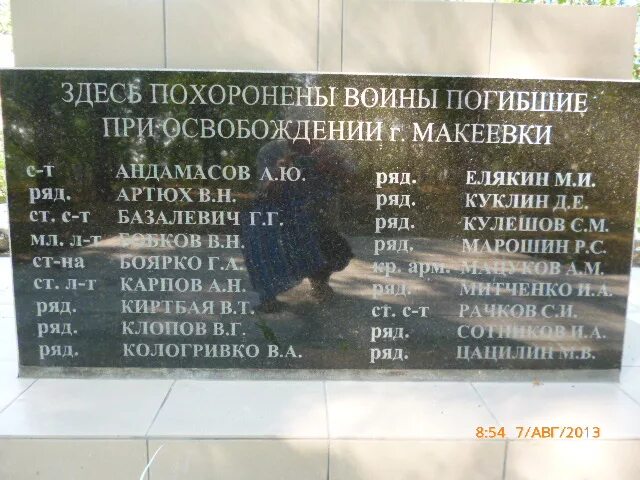 ЗДЕСЬ ПОХОРОНЕНЫ ВОИНЫ ПОГИБШИЕ
ПРИ ОСВОБОЖДЕНИИ г. МАКЕЕВКИ
с-т АНДАМАСОВ А.Ю.
ряд. АРТЮХ В.Н.
ст. с-т БАЗАЛЕВИЧ Г.Г.
мл. л-т БОБКОВ В.Н.
ст-на БОЯРКО Г.А.
ст. л-т КАРПОВ А.Н.
ряд. КИРТБАЯ В.Т.
ряд. КЛОПОВ В.Г.
ряд. КОЛОГРИВКО В.А.
ряд. ЕЛЯКИН М.И.
ряд. КУКЛИН Д.Е.
ряд. КУЛЕШОВ С.М.
ряд. МАРОШИН Р.С.
кр. арм. МАЦУКОВ А.М.
ряд. МИТЧЕНКО И.А.
ст. с-т РАЧКОВ С.И.
ряд. СОТНИКОВ И.А.
ряд. ЦАЦИЛИН М.В.
8:54 7/АВГ/2013